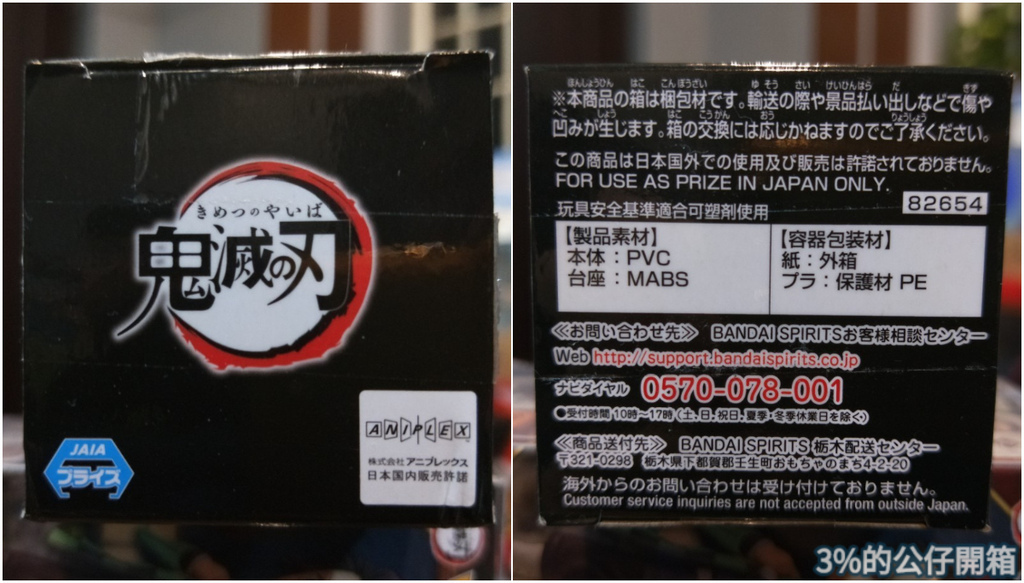 きめつのやいば
鬼滅の刃
JAIA
プライズ
ANIPLEX
株式会社アニプレックス
日本国内販売許諾
※本商品の箱は梱包材です。輸送の際や景品払い出しなどで傷や
凹みが生じます。箱の交換には応じかねますのでご了承ください。
この商品は日本国外での使用及び販売は許諾されておりません。
FOR USE AS PRIZE IN JAPAN ONLY.
玩具安全基準適合可塑剤使用
82654
【製品素材】
本体：PVC
台座：MABS
【容器包装材】
紙：外箱
プラ：保護材 PE
≪お問い合わせ先≫ BANDAI SPIRITSお客様相談センター
Web http://support.bandaispirits.co.jp
ナビダイヤル 0570-078-001
●受付時間 10時～17時(土、日、祝日、夏季・冬季休業日を除く)
≪商品送付先≫ BANDAI SPIRITS 栃木配送センター
〒321-0298 栃木県下都賀郡壬生町おもちゃのまち4-2-20
海外からのお問い合わせは受け付けておりません。
Customer service inquiries are not accepted from outside Japan.
3%的公仔開箱